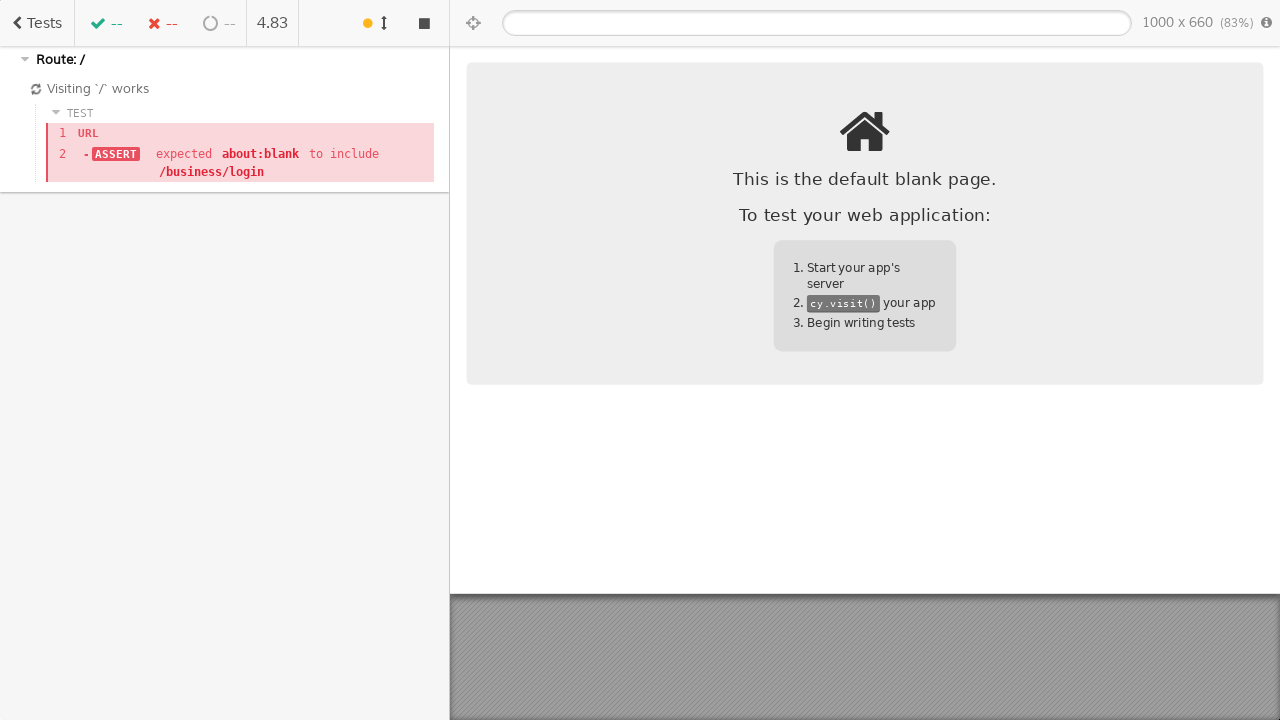 Tests
--
--
--
4.83
1000 x 660 (83%)
Route: /
Visiting `/` works
TEST
1 URL
2 - ASSERT expected about:blank to include
/business/login
This is the default blank page.
To test your web application:
1. Start your app's
server
2. cy.visit() your app
3. Begin writing tests